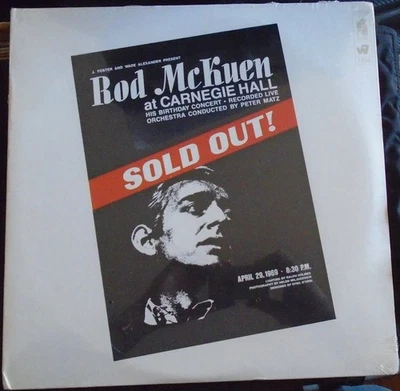 J. FOSTER AND WADE ALEXANDER PRESENT
Rod McKuen
at CARNEGIE HALL
HIS BIRTHDAY CONCERT • RECORDED LIVE
ORCHESTRA CONDUCTED BY PETER MATZ
SOLD OUT!
APRIL 29, 1969 • 8:30 P.M.